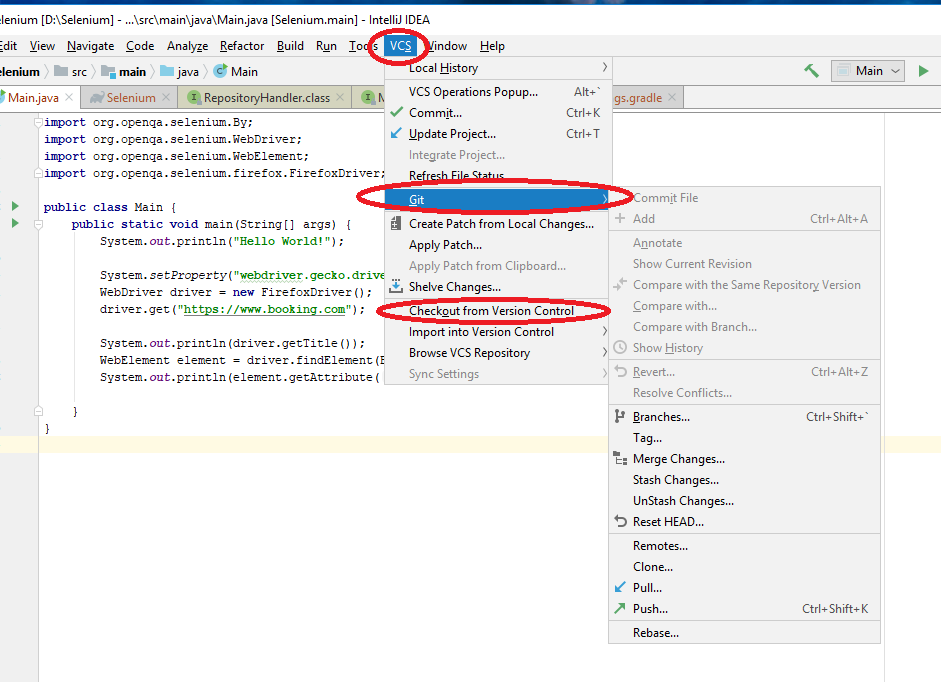 elenium [D:\Selenium] - ...\src\main\java\Main.java [Selenium.main] - IntelliJ IDEA
Edit View Navigate Code Analyze Refactor Build Run Tools VCS Window Help
elenium src main java Main Main
Main.java Selenium RepositoryHandler.class M gs.gradle
import org.openqa.selenium.By;
import org.openqa.selenium.WebDriver;
import org.openqa.selenium.WebElement;
import org.openqa.selenium.firefox.FirefoxDriver;
public class Main {
public static void main(String[] args) {
System.out.println("Hello World!");
System.setProperty("webdriver.gecko.drive
WebDriver driver = new FirefoxDriver();
driver.get("https://www.booking.com");
System.out.println(driver.getTitle());
WebElement element = driver.findElement(B
System.out.println(element.getAttribute(
}
}
Local History
VCS Operations Popup... Alt+`
Commit... Ctrl+K
Update Project... Ctrl+T
Integrate Project...
Refresh File Status
Git
Create Patch from Local Changes...
Apply Patch...
Apply Patch from Clipboard...
Shelve Changes...
Checkout from Version Control
Import into Version Control
Browse VCS Repository
Sync Settings
Commit File
Add Ctrl+Alt+A
Annotate
Show Current Revision
Compare with the Same Repository Version
Compare with...
Compare with Branch...
Show History
Revert... Ctrl+Alt+Z
Resolve Conflicts...
Branches... Ctrl+Shift+`
Tag...
Merge Changes...
Stash Changes...
UnStash Changes...
Reset HEAD...
Remotes...
Clone...
Pull...
Push... Ctrl+Shift+K
Rebase...